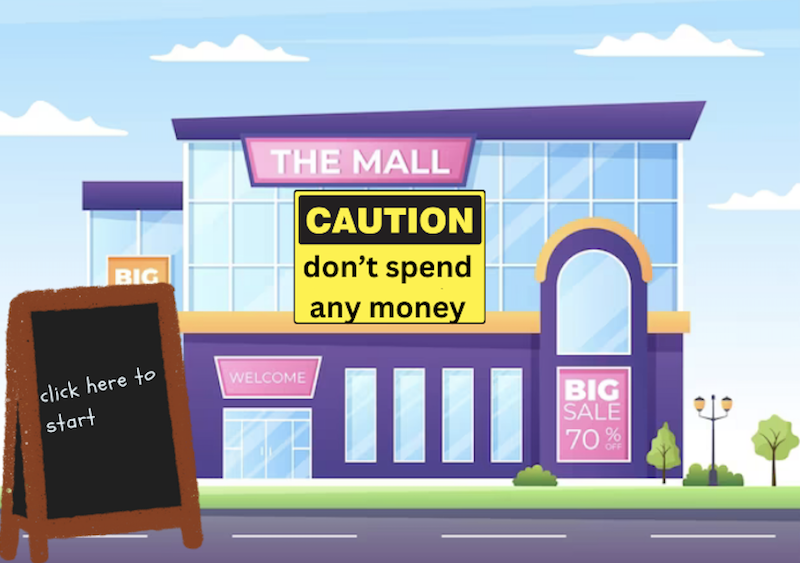 THE MALL
CAUTION
don't spend
any money
BIG
click here to
start
WELCOME
BIG
SALE
70 %
OFF